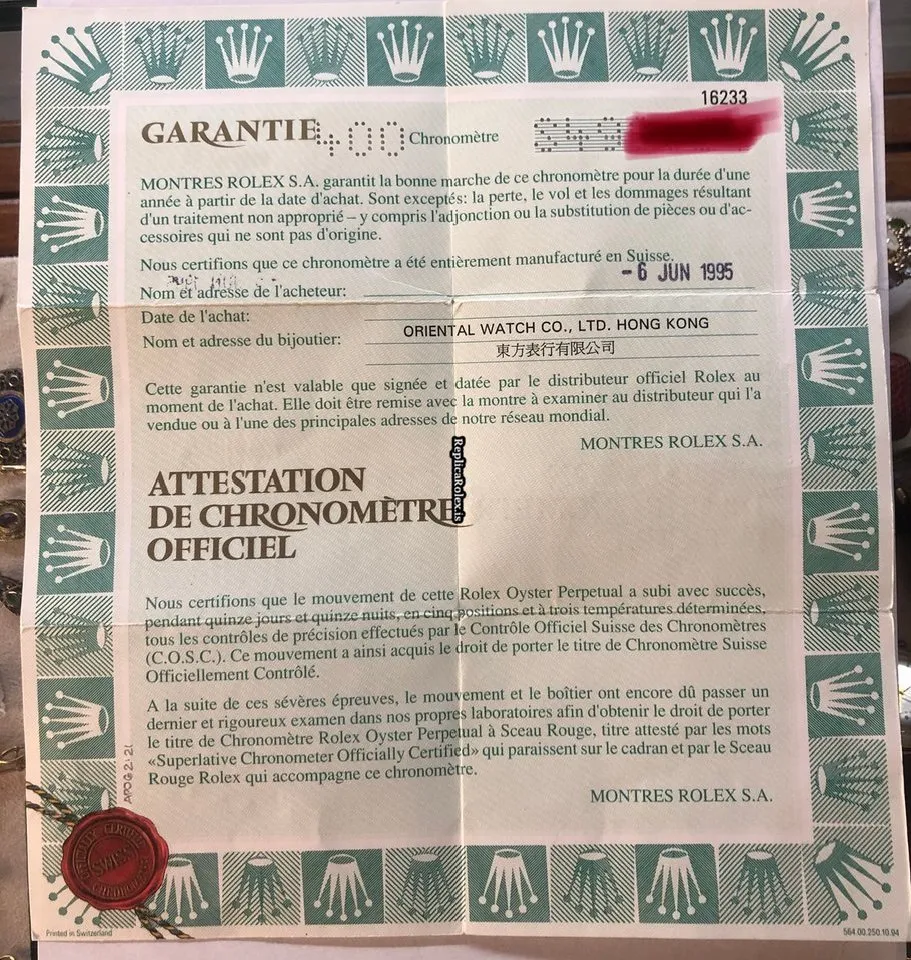 16233
GARANTIE 400 Chronomètre
MONTRES ROLEX S.A. garantit la bonne marche de ce chronomètre pour la durée d'une
année à partir de la date d'achat. Sont exceptés: la perte, le vol et les dommages résultant
d'un traitement non approprié – y compris l'adjonction ou la substitution de pièces ou d'ac-
cessoires qui ne sont pas d'origine.
Nous certifions que ce chronomètre a été entièrement manufacturé en Suisse.
- 6 JUN 1995
Nom et adresse de l'acheteur:
Date de l'achat:
ORIENTAL WATCH CO., LTD. HONG KONG
Nom et adresse du bijoutier:
東方表行有限公司
Cette garantie n'est valable que signée et datée par le distributeur officiel Rolex au
moment de l'achat. Elle doit être remise avec la montre à examiner au distributeur qui l'a
vendue ou à l'une des principales adresses de notre réseau mondial.
MONTRES ROLEX S.A.
ReplicaRolex.is
ATTESTATION
DE CHRONOMÈTRE
OFFICIEL
Nous certifions que le mouvement de cette Rolex Oyster Perpetual a subi avec succès,
pendant quinze jours et quinze nuits, en cinq positions et à trois températures déterminées,
tous les contrôles de précision effectués par le Contrôle Officiel Suisse des Chronomètres
(C.O.S.C.). Ce mouvement a ainsi acquis le droit de porter le titre de Chronomètre Suisse
Officiellement Contrôlé.
A la suite de ces sévères épreuves, le mouvement et le boîtier ont encore dû passer un
dernier et rigoureux examen dans nos propres laboratoires afin d'obtenir le droit de porter
le titre de Chronomètre Rolex Oyster Perpetual à Sceau Rouge, titre attesté par les mots
«Superlative Chronometer Officially Certified» qui paraissent sur le cadran et par le Sceau
Rouge Rolex qui accompagne ce chronomètre.
MONTRES ROLEX S.A.
SWISS
Printed in Switzerland
564.00.250.10.94